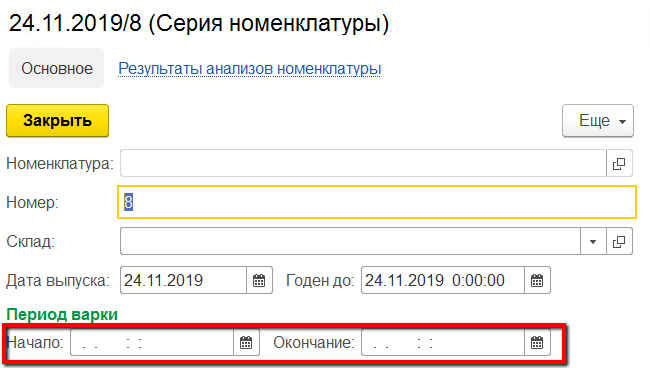 24.11.2019/8 (Серия номенклатуры)
Основное Результаты анализов номенклатуры
Закрыть Еще
Номенклатура:
Номер: 8
Склад:
Дата выпуска: 24.11.2019 Годен до: 24.11.2019 0:00:00
Период варки
Начало: . . : : Окончание: . . : :